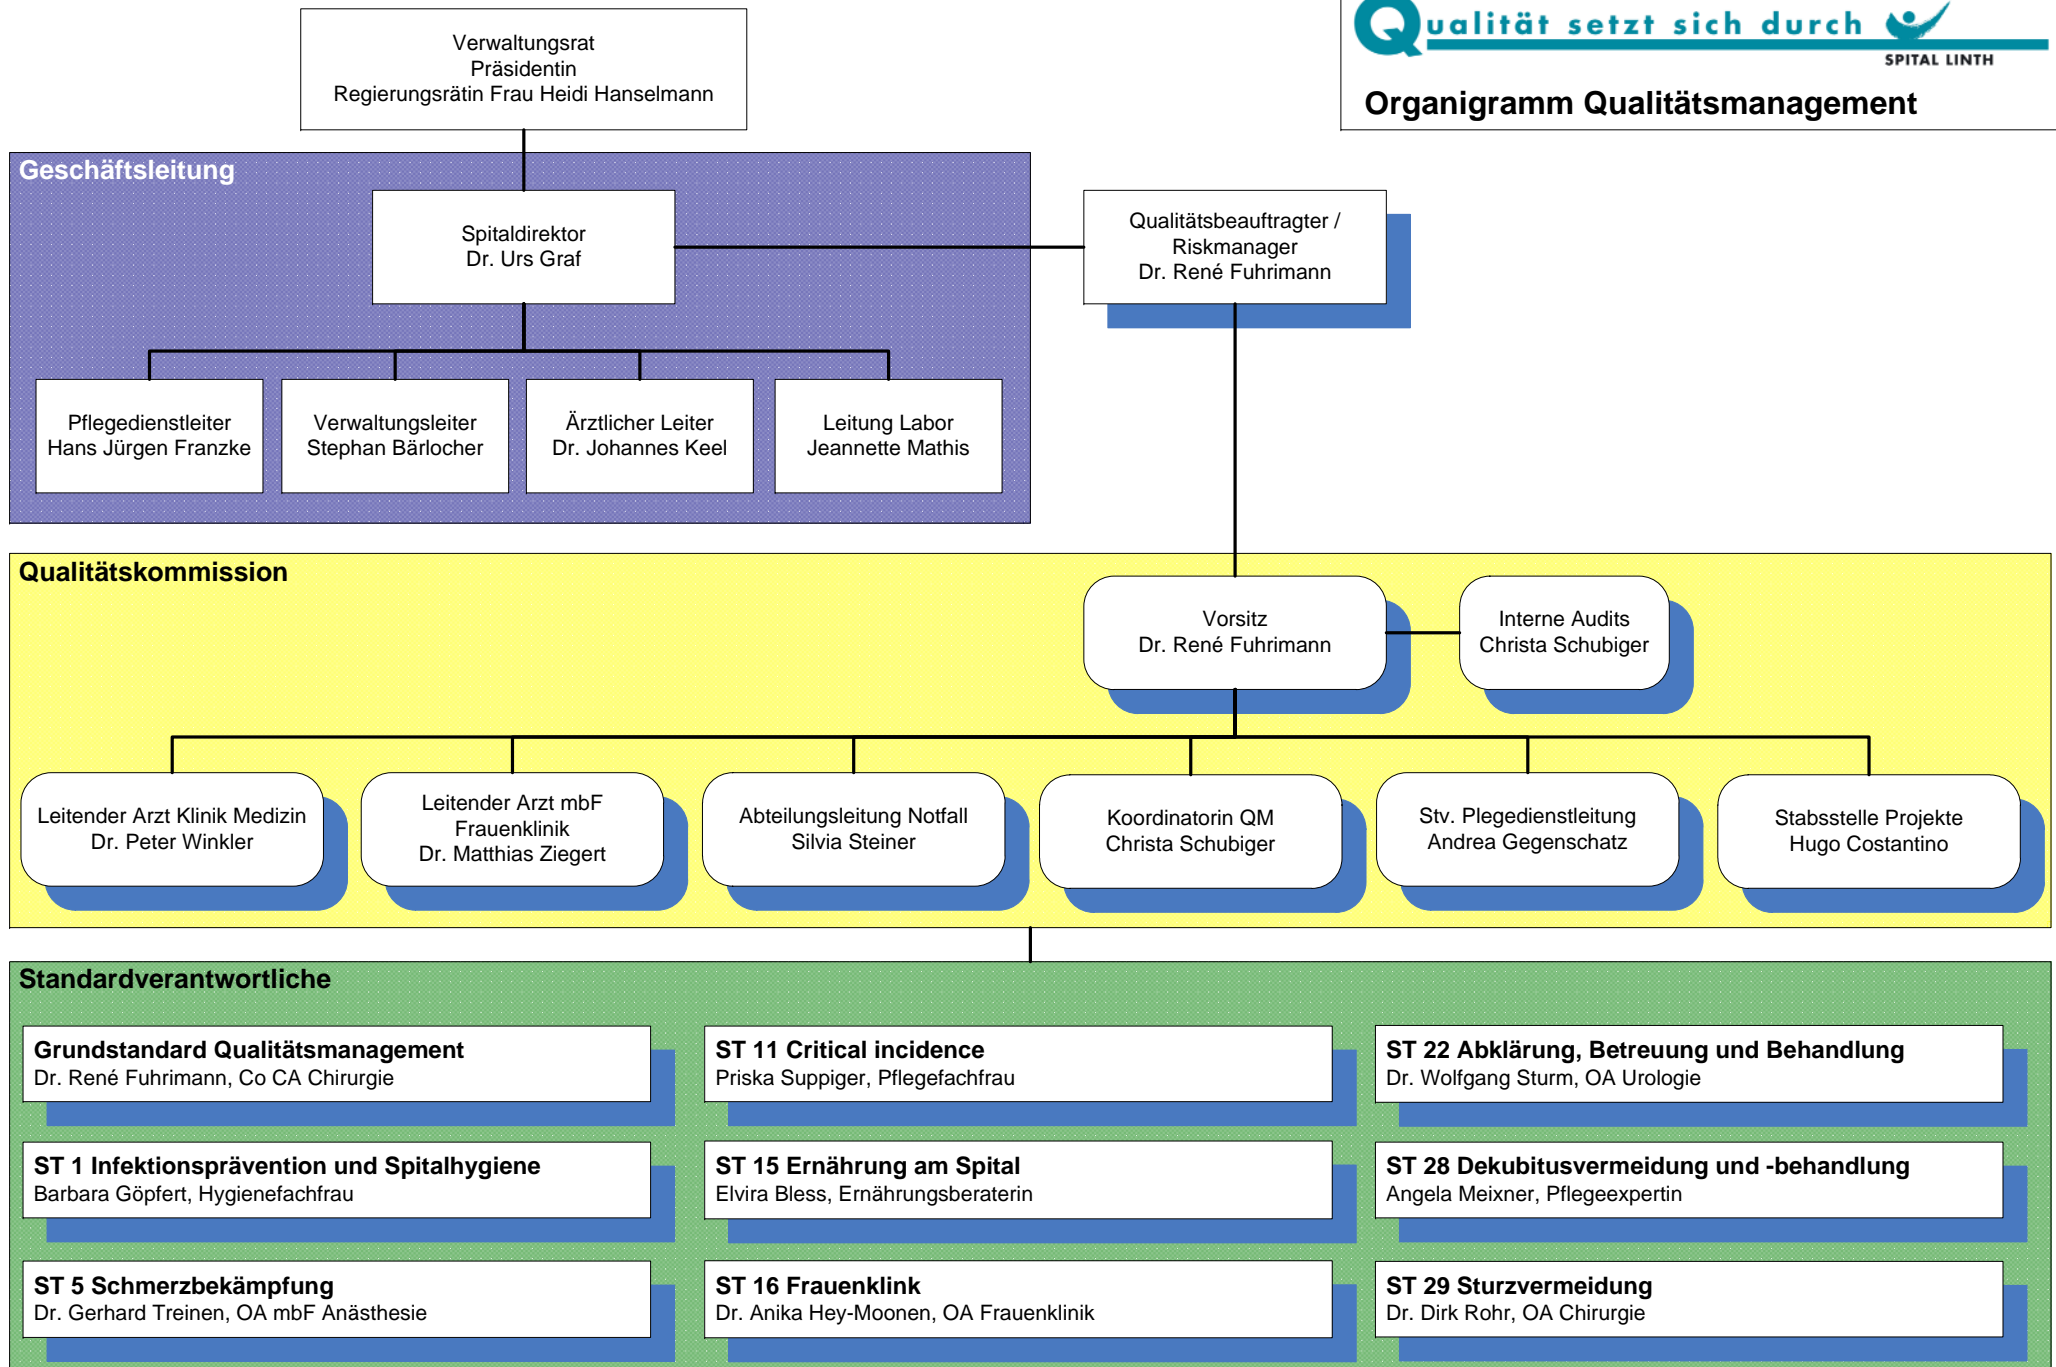 Verwaltungsrat
Präsidentin
Regierungsrätin Frau Heidi Hanselmann
Qualität setzt sich durch
SPITAL LINTH
Organigramm Qualitätsmanagement
Geschäftsleitung
Spitaldirektor
Dr. Urs Graf
Qualitätsbeauftragter /
Riskmanager
Dr. René Fuhrimann
Pflegedienstleiter
Hans Jürgen Franzke
Verwaltungsleiter
Stephan Bärlocher
Ärztlicher Leiter
Dr. Johannes Keel
Leitung Labor
Jeannette Mathis
Qualitätskommission
Vorsitz
Dr. René Fuhrimann
Interne Audits
Christa Schubiger
Leitender Arzt Klinik Medizin
Dr. Peter Winkler
Leitender Arzt mbF
Frauenklinik
Dr. Matthias Ziegert
Abteilungsleitung Notfall
Silvia Steiner
Koordinatorin QM
Christa Schubiger
Stv. Plegedienstleitung
Andrea Gegenschatz
Stabsstelle Projekte
Hugo Costantino
Standardverantwortliche
Grundstandard Qualitätsmanagement
Dr. René Fuhrimann, Co CA Chirurgie
ST 1 Infektionsprävention und Spitalhygiene
Barbara Göpfert, Hygienefachfrau
ST 5 Schmerzbekämpfung
Dr. Gerhard Treinen, OA mbF Anästhesie
ST 11 Critical incidence
Priska Suppiger, Pflegefachfrau
ST 15 Ernährung am Spital
Elvira Bless, Ernährungsberaterin
ST 16 Frauenklink
Dr. Anika Hey-Moonen, OA Frauenklinik
ST 22 Abklärung, Betreuung und Behandlung
Dr. Wolfgang Sturm, OA Urologie
ST 28 Dekubitusvermeidung und -behandlung
Angela Meixner, Pflegeexpertin
ST 29 Sturzvermeidung
Dr. Dirk Rohr, OA Chirurgie